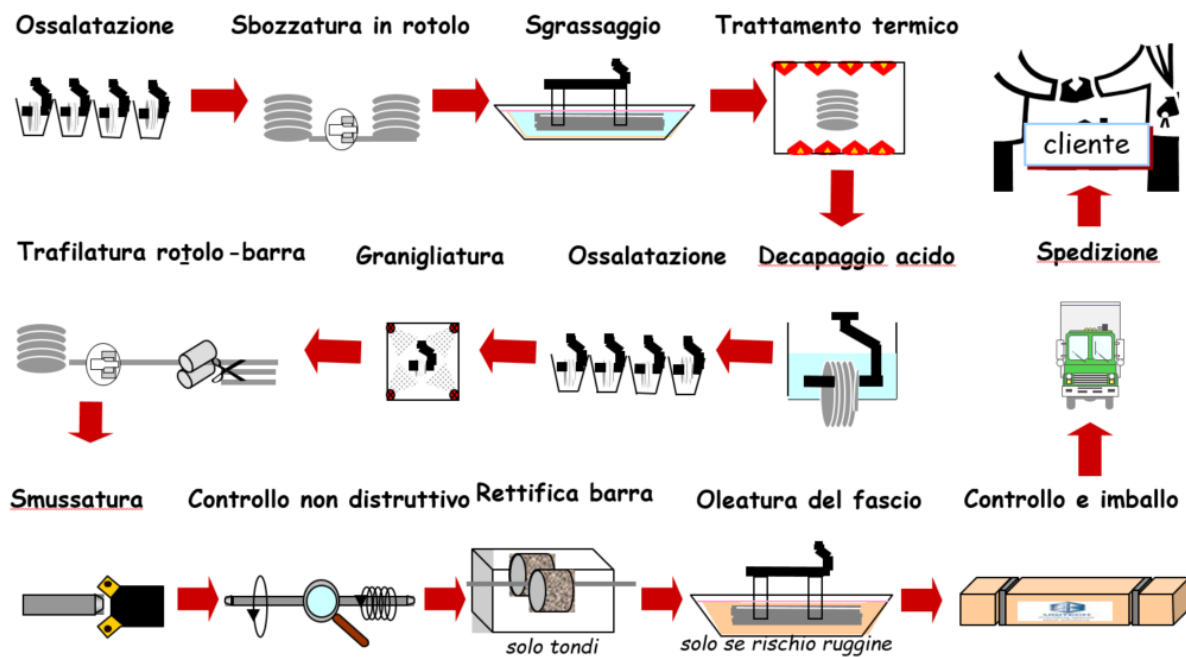 Ossalatazione
Sbozzatura in rotolo
Sgrassaggio
Trattamento termico
cliente
Trafilatura rotolo-barra
Granigliatura
Ossalatazione
Decapaggio acido
Spedizione
Smussatura
Controllo non distruttivo
Rettifica barra
Oleatura del fascio
Controllo e imballo
solo tondi
solo se rischio ruggine